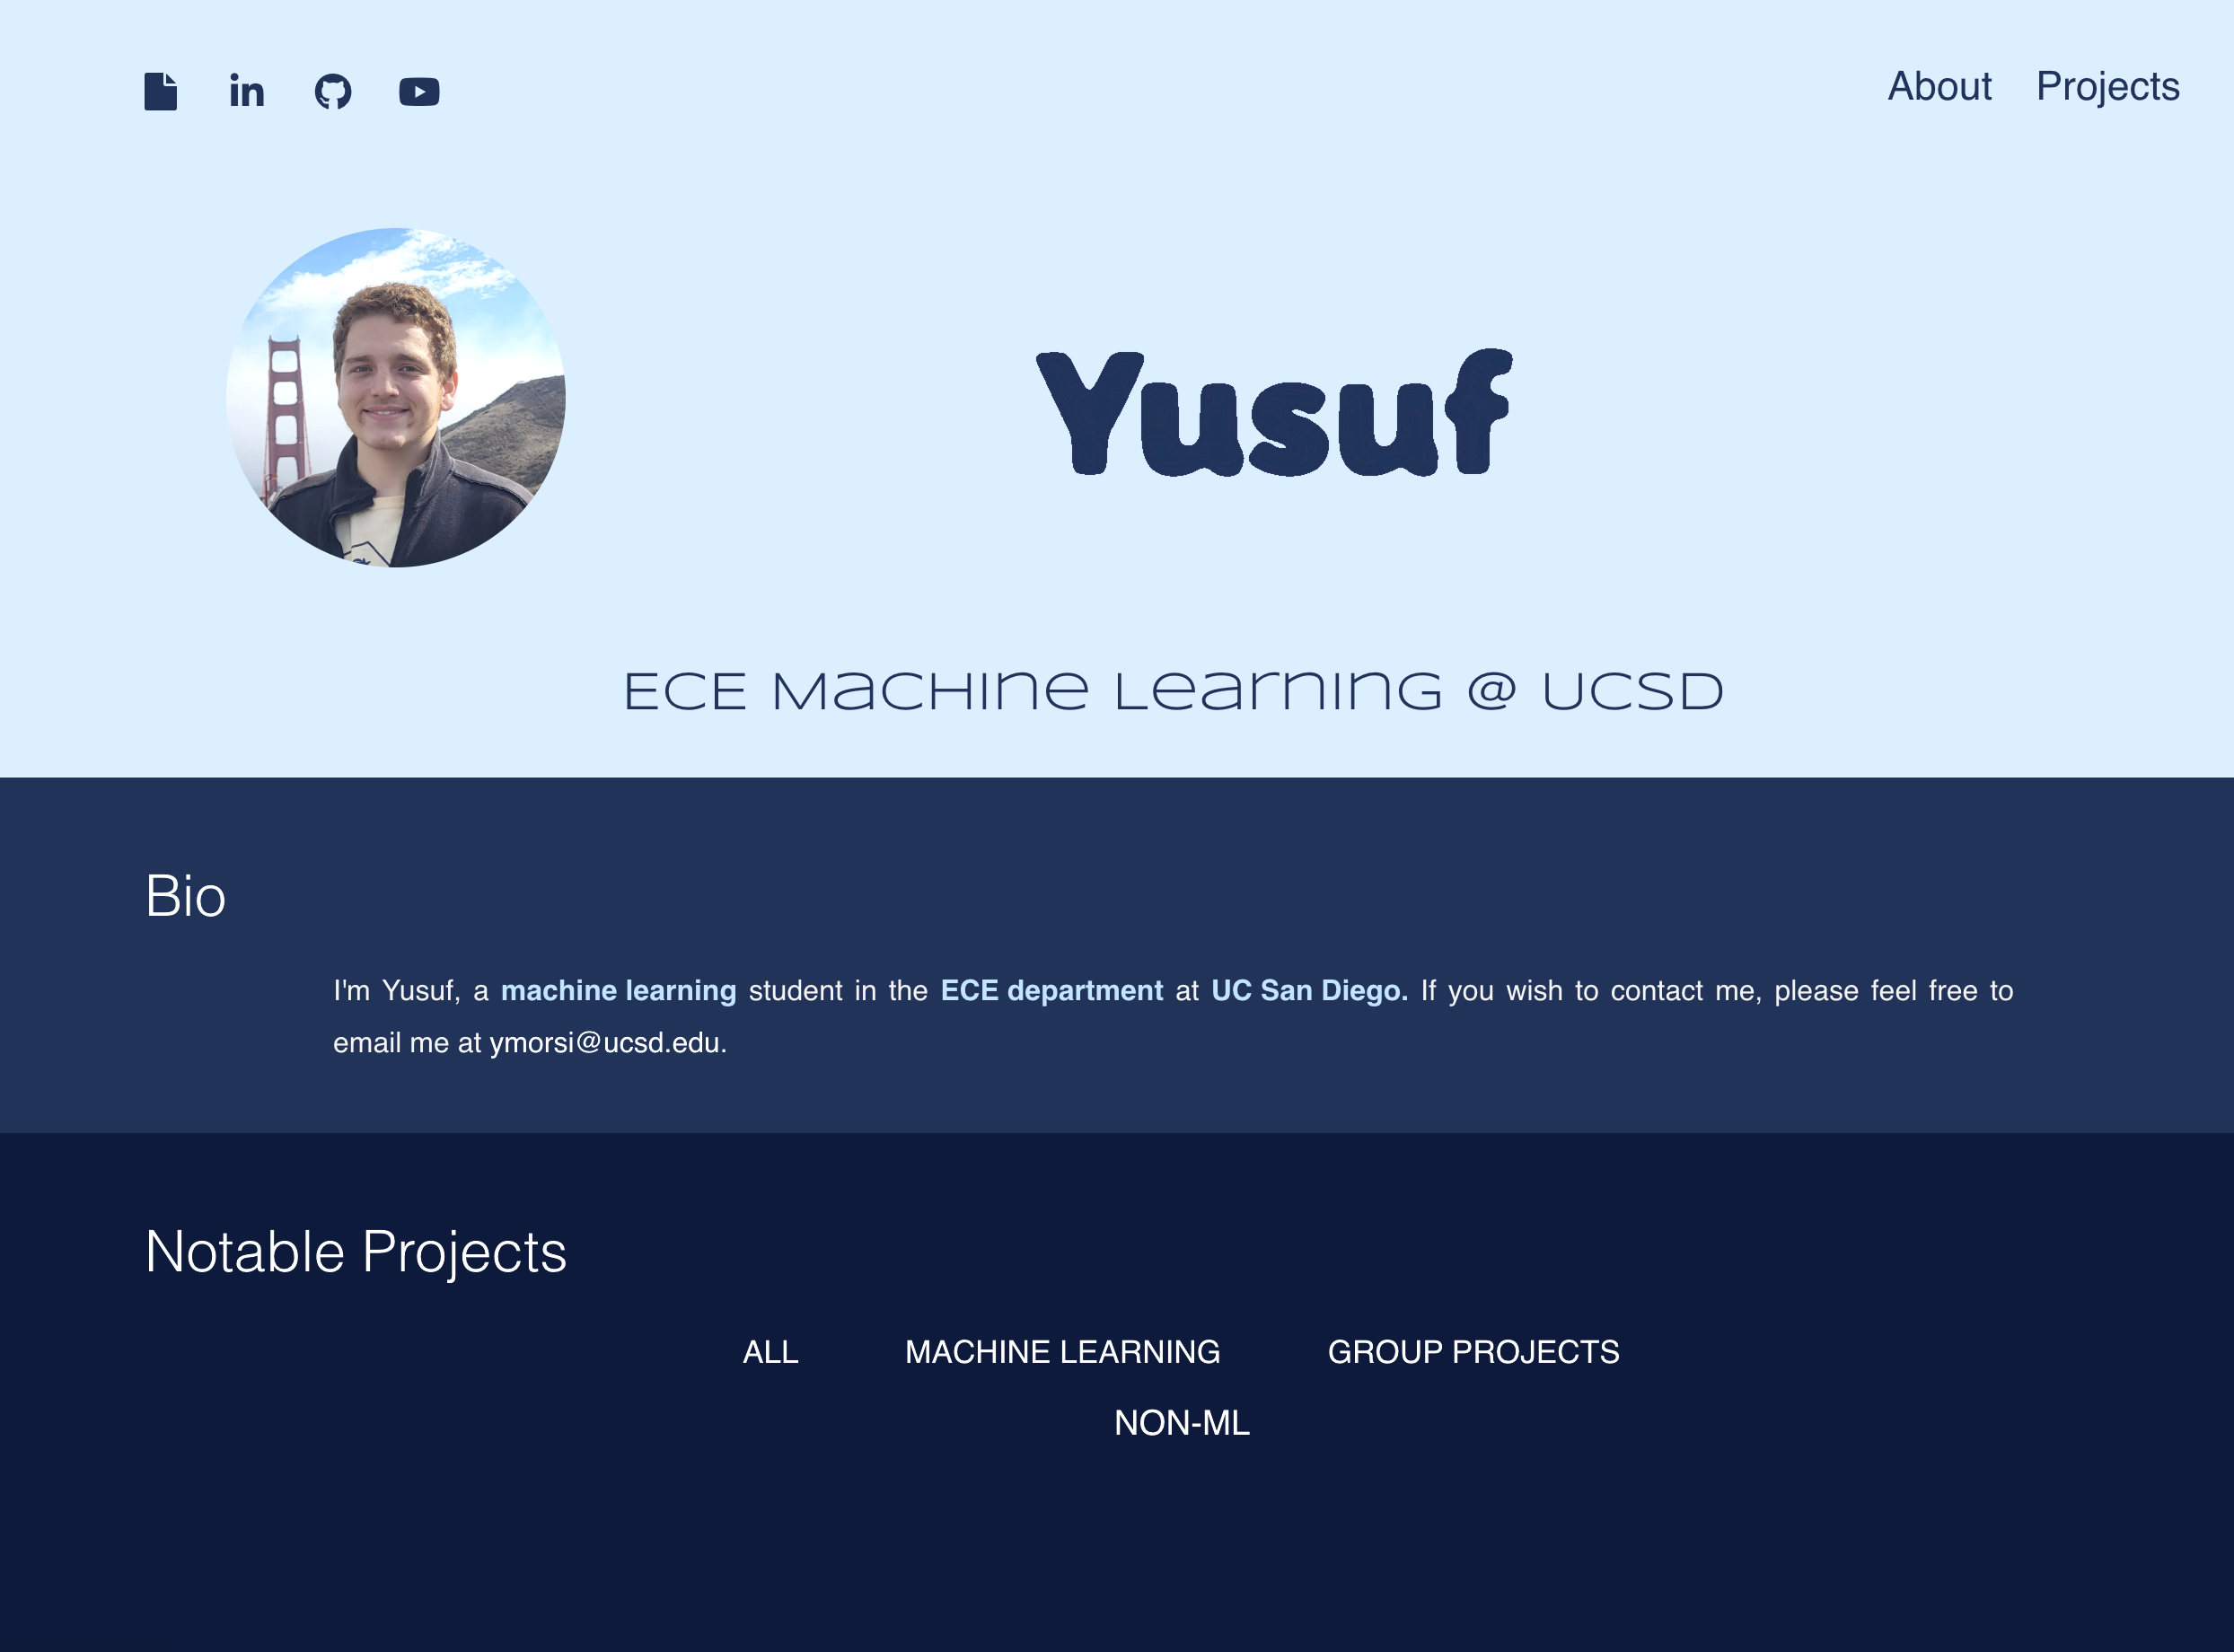 About Projects
Yusuf
ECE Machine Learning @ UCSD
Bio
I'm Yusuf, a machine learning student in the ECE department at UC San Diego. If you wish to contact me, please feel free to
email me at ymorsi@ucsd.edu.
Notable Projects
ALL MACHINE LEARNING GROUP PROJECTS
NON-ML